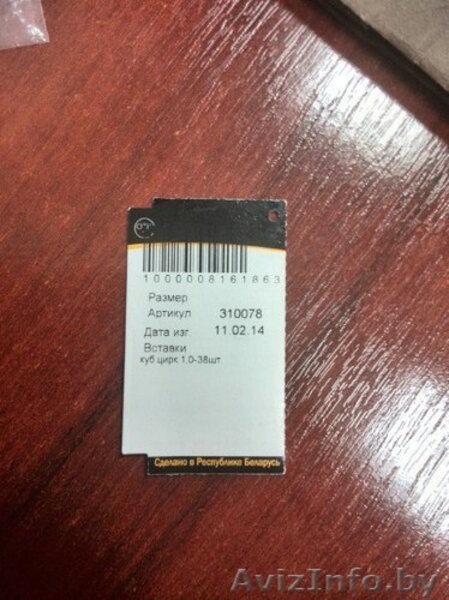 1000008161863
Размер
Артикул 310078
Дата изг. 11.02.14
Вставки
куб.цирк.1,0-38шт
Сделано в Республике Беларусь
AvizInfo.by